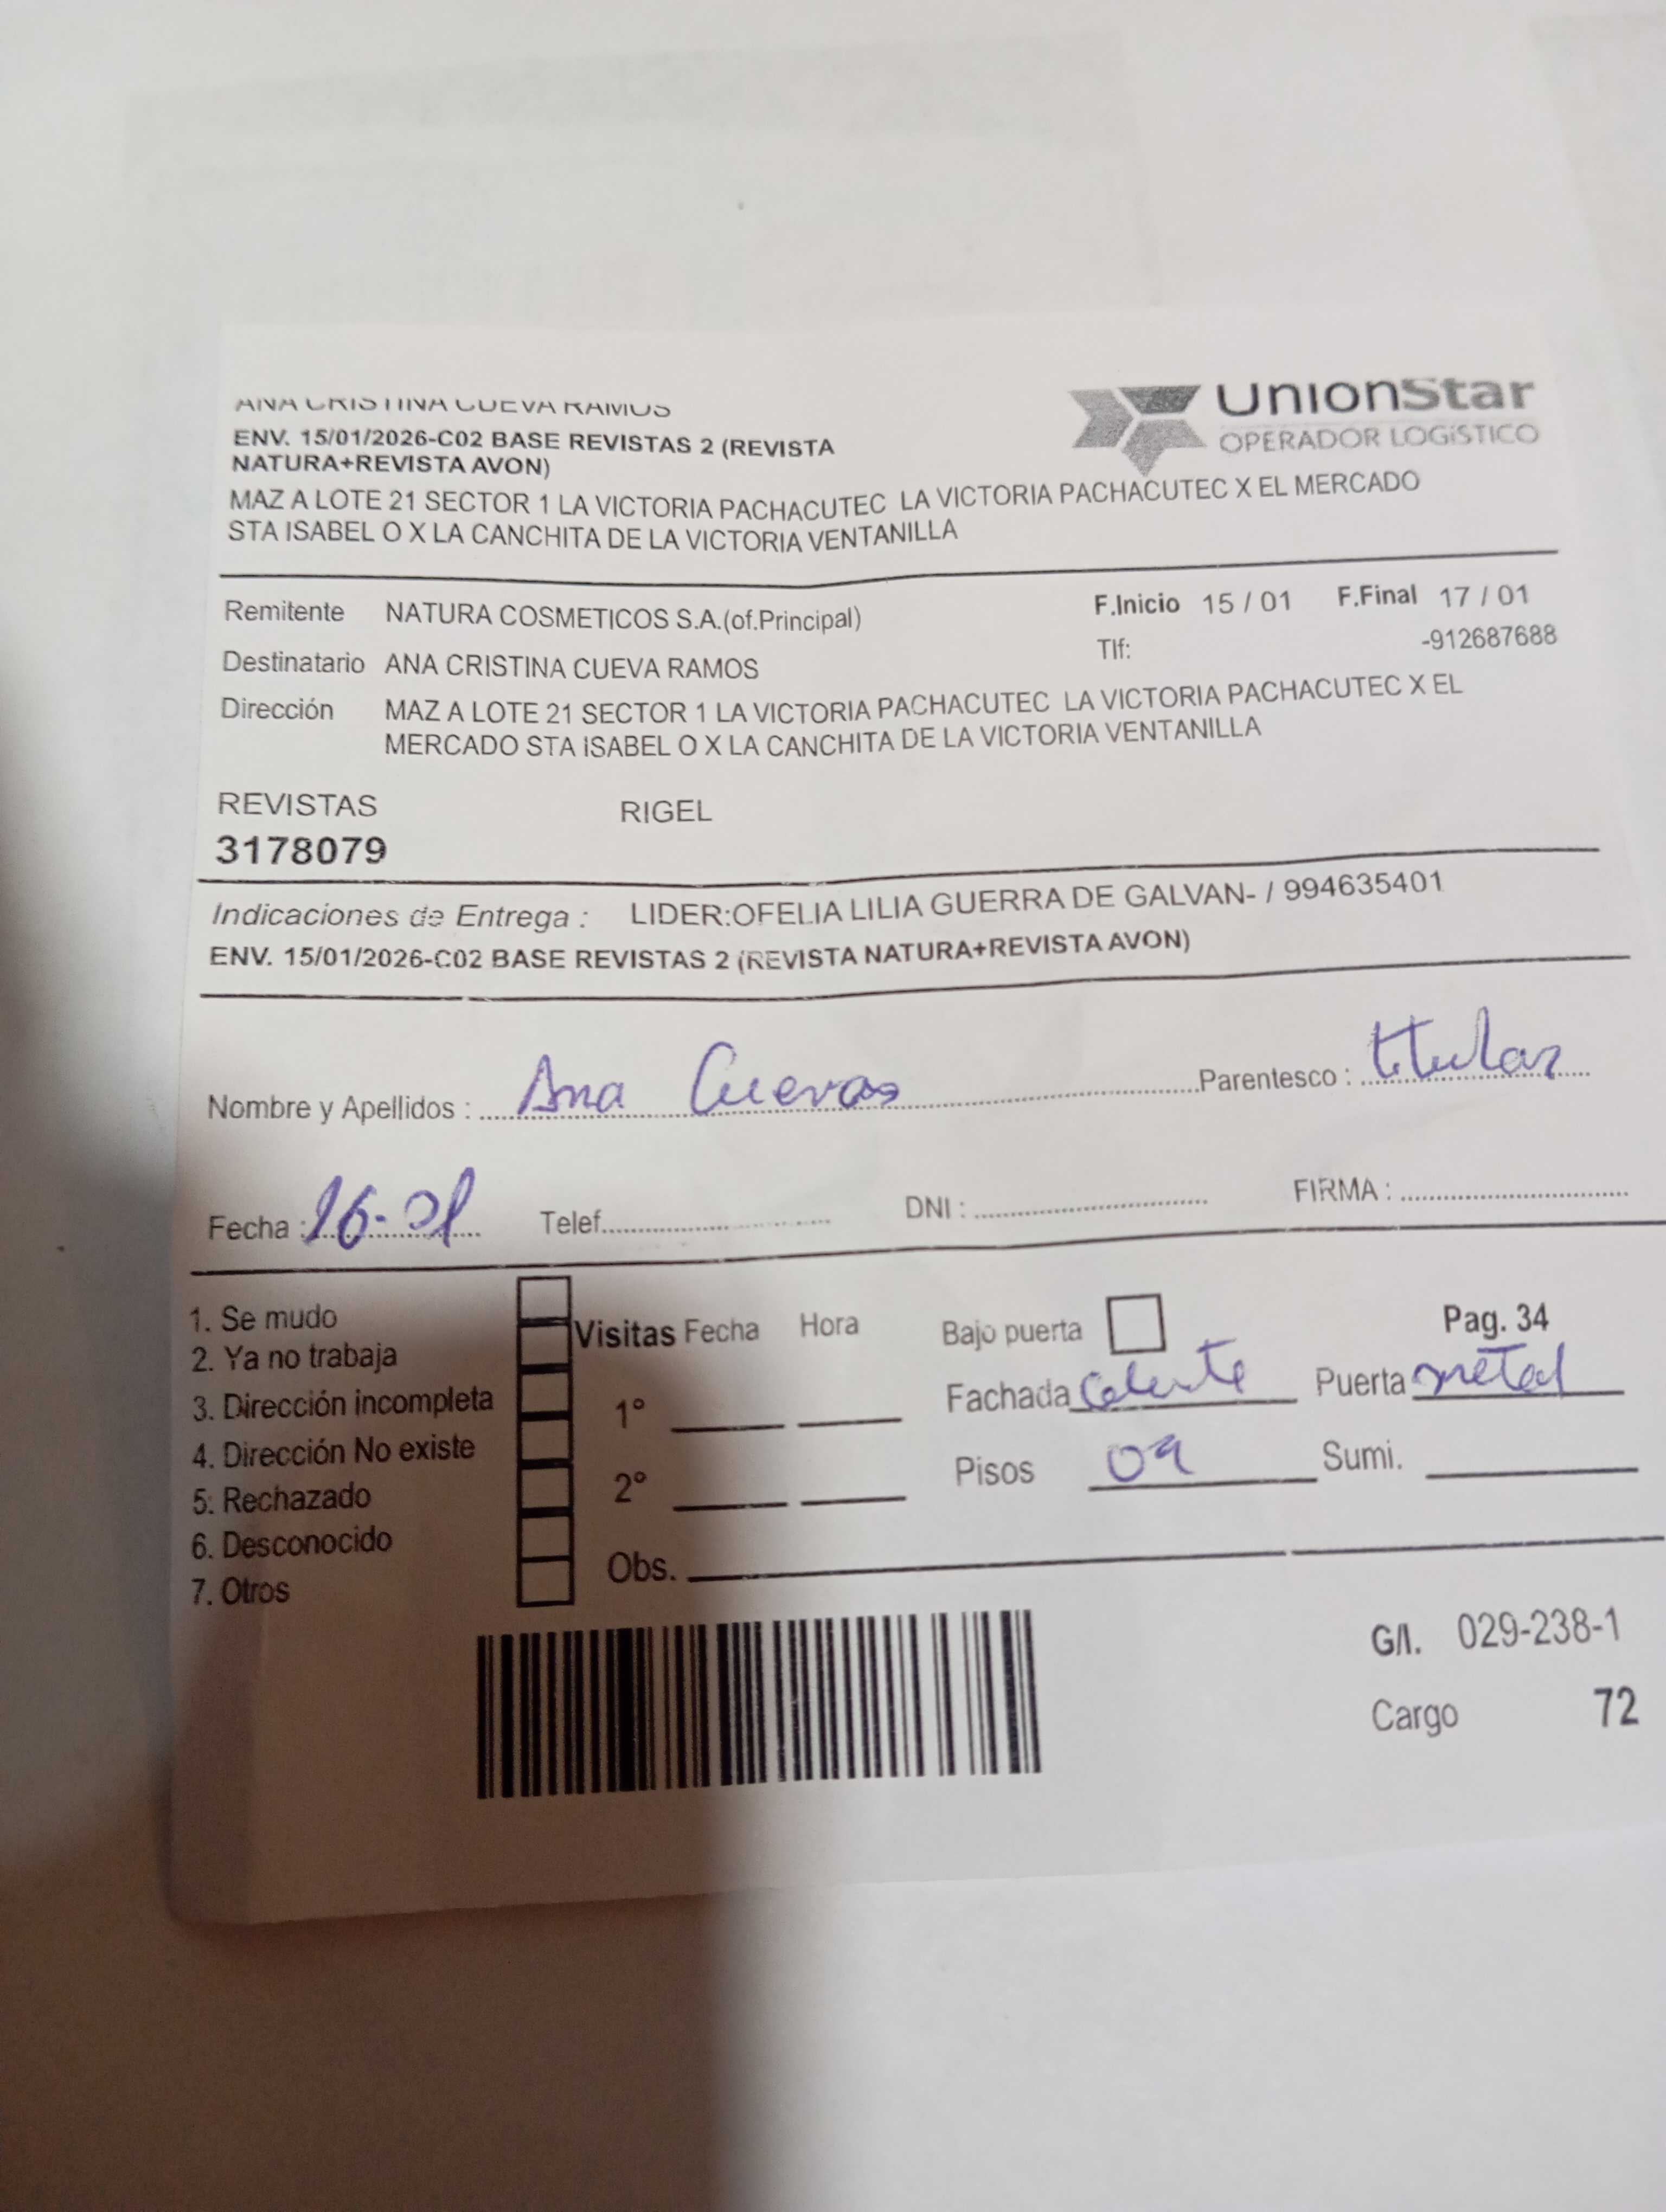 ANA CRISTINA CUEVA RAMOS
UnionStar
OPERADOR LOGÍSTICO
ENV. 15/01/2026-C02 BASE REVISTAS 2 (REVISTA
NATURA+REVISTA AVON)
MAZ A LOTE 21 SECTOR 1 LA VICTORIA PACHACUTEC LA VICTORIA PACHACUTEC X EL MERCADO
STA ISABEL O X LA CANCHITA DE LA VICTORIA VENTANILLA
Remitente NATURA COSMETICOS S.A.(of.Principal) F.Inicio 15 / 01 F.Final 17 / 01
Destinatario ANA CRISTINA CUEVA RAMOS Tlf: -912687688
Dirección MAZ A LOTE 21 SECTOR 1 LA VICTORIA PACHACUTEC LA VICTORIA PACHACUTEC X EL
MERCADO STA ISABEL O X LA CANCHITA DE LA VICTORIA VENTANILLA
REVISTAS RIGEL
3178079
Indicaciones de Entrega : LIDER:OFELIA LILIA GUERRA DE GALVAN- / 994635401
ENV. 15/01/2026-C02 BASE REVISTAS 2 (REVISTA NATURA+REVISTA AVON)
Nombre y Apellidos : Ana Cuevas Parentesco : titular
Fecha : 16-01 Telef. DNI : FIRMA :
1. Se mudo
2. Ya no trabaja
3. Dirección incompleta
4. Dirección No existe
5. Rechazado
6. Desconocido
7. Otros
Visitas Fecha Hora
1°
2°
Obs.
Bajo puerta Pag. 34
Fachada celeste Puerta metal
Pisos Sumi.
G/I. 029-238-1
Cargo 72